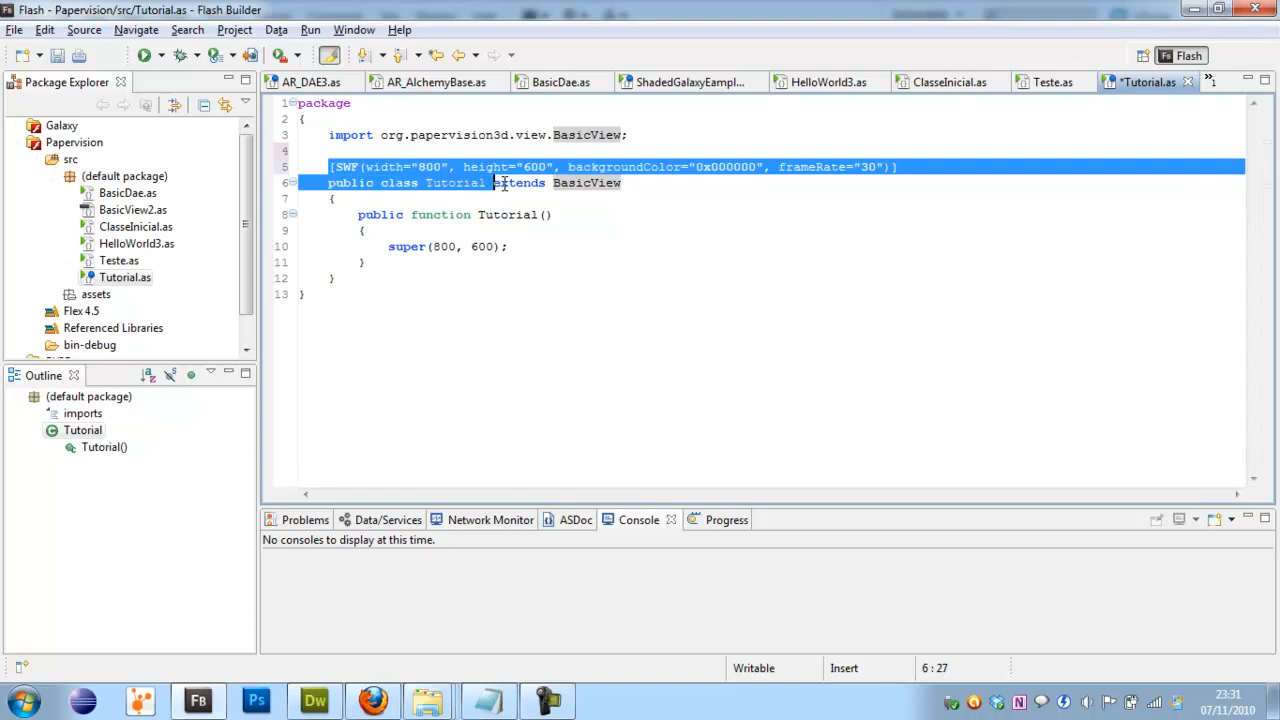 Flash - Papervision/src/Tutorial.as - Flash Builder
File Edit Source Navigate Search Project Data Run Window Help
Flash
Package Explorer
Galaxy
Papervision
src
(default package)
BasicDae.as
BasicView2.as
ClasseInicial.as
HelloWorld3.as
Teste.as
Tutorial.as
assets
Flex 4.5
Referenced Libraries
bin-debug
Outline
(default package)
imports
Tutorial
Tutorial()
AR_DAE3.as AR_AlchemyBase.as BasicDae.as ShadedGalaxyExampl... HelloWorld3.as ClasseInicial.as Teste.as *Tutorial.as »1
1 package
2 {
3 import org.papervision3d.view.BasicView;
4
5 [SWF(width="800", height="600", backgroundColor="0x000000", frameRate="30")]
6 public class Tutorial extends BasicView
7 {
8 public function Tutorial()
9 {
10 super(800, 600);
11 }
12 }
13 }
Problems Data/Services Network Monitor ASDoc Console Progress
No consoles to display at this time.
Writable Insert 6 : 27
Fb Ps Dw
23:31
07/11/2010